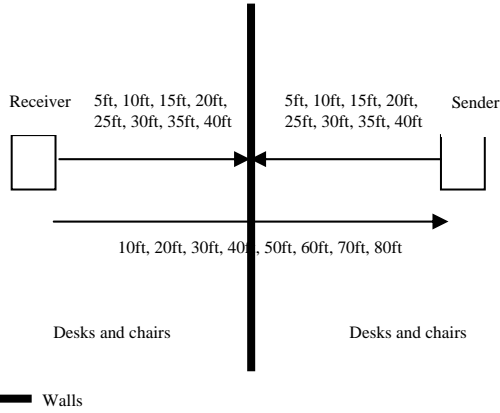 Receiver
5ft, 10ft, 15ft, 20ft,
25ft, 30ft, 35ft, 40ft
5ft, 10ft, 15ft, 20ft,
25ft, 30ft, 35ft, 40ft
Sender
10ft, 20ft, 30ft, 40ft, 50ft, 60ft, 70ft, 80ft
Desks and chairs
Desks and chairs
Walls